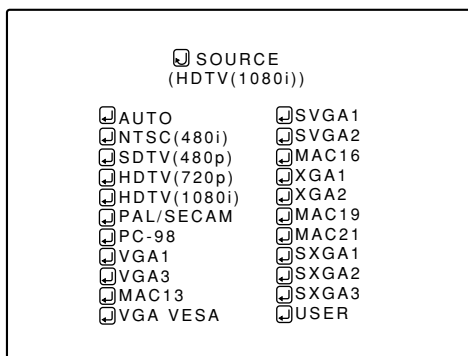 SOURCE
(HDTV(1080i))
AUTO
NTSC(480i)
SDTV(480p)
HDTV(720p)
HDTV(1080i)
PAL/SECAM
PC-98
VGA1
VGA3
MAC13
VGA VESA
SVGA1
SVGA2
MAC16
XGA1
XGA2
MAC19
MAC21
SXGA1
SXGA2
SXGA3
USER